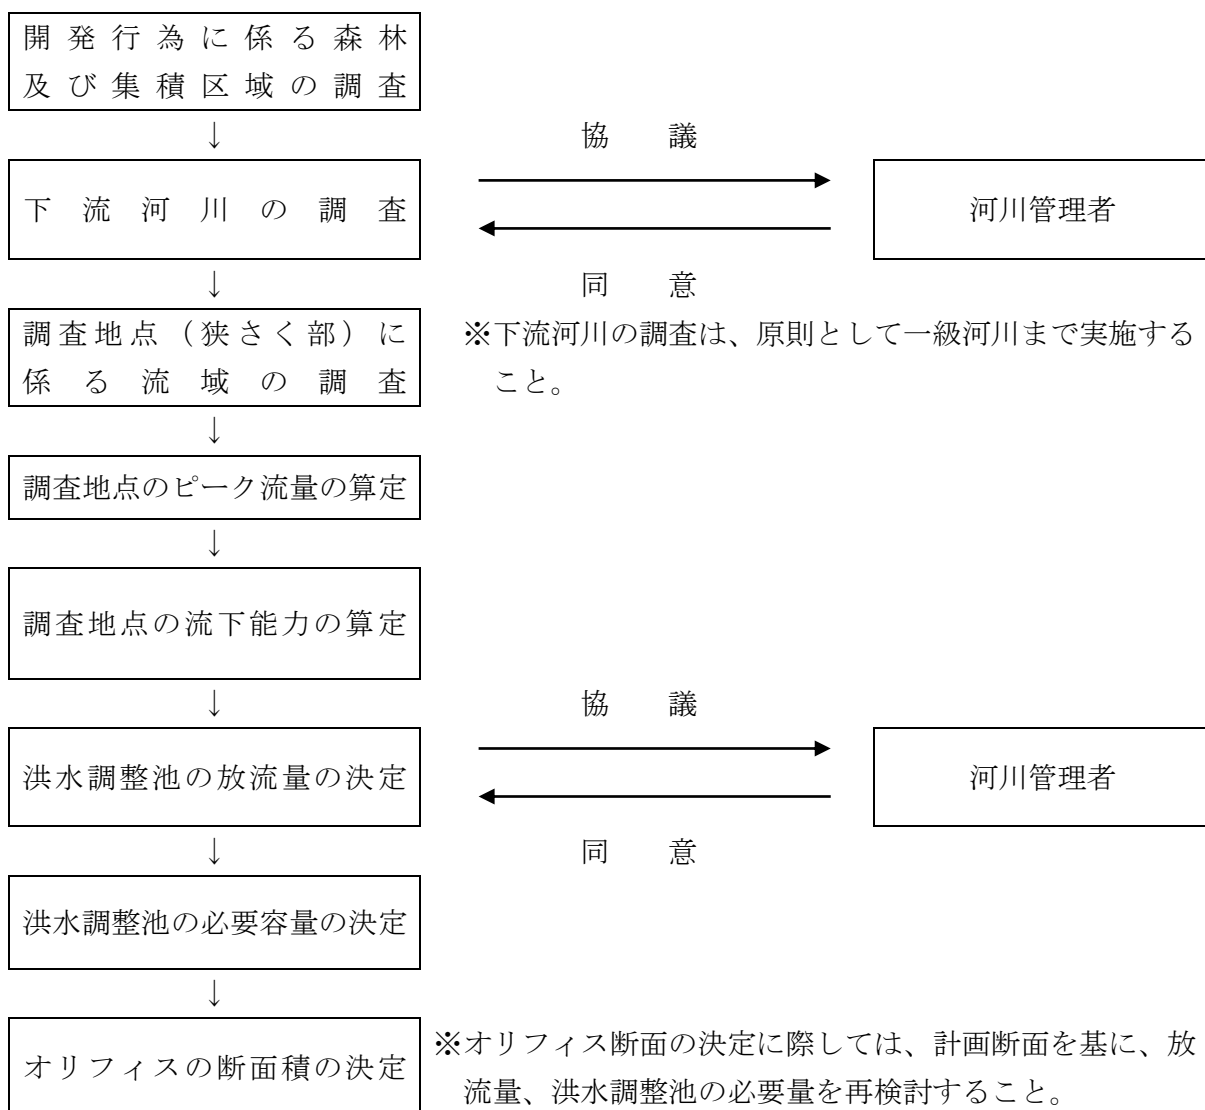 開発行為に係る森林
及び集積区域の調査
↓
協　議
下流河川の調査
河川管理者
↓
同　意
調査地点（狭さく部）に
係る流域の調査
※下流河川の調査は、原則として一級河川まで実施する
こと。
↓
調査地点のピーク流量の算定
↓
調査地点の流下能力の算定
↓
協　議
洪水調整池の放流量の決定
河川管理者
↓
同　意
洪水調整池の必要容量の決定
↓
オリフィスの断面積の決定
※オリフィス断面の決定に際しては、計画断面を基に、放
流量、洪水調整池の必要量を再検討すること。